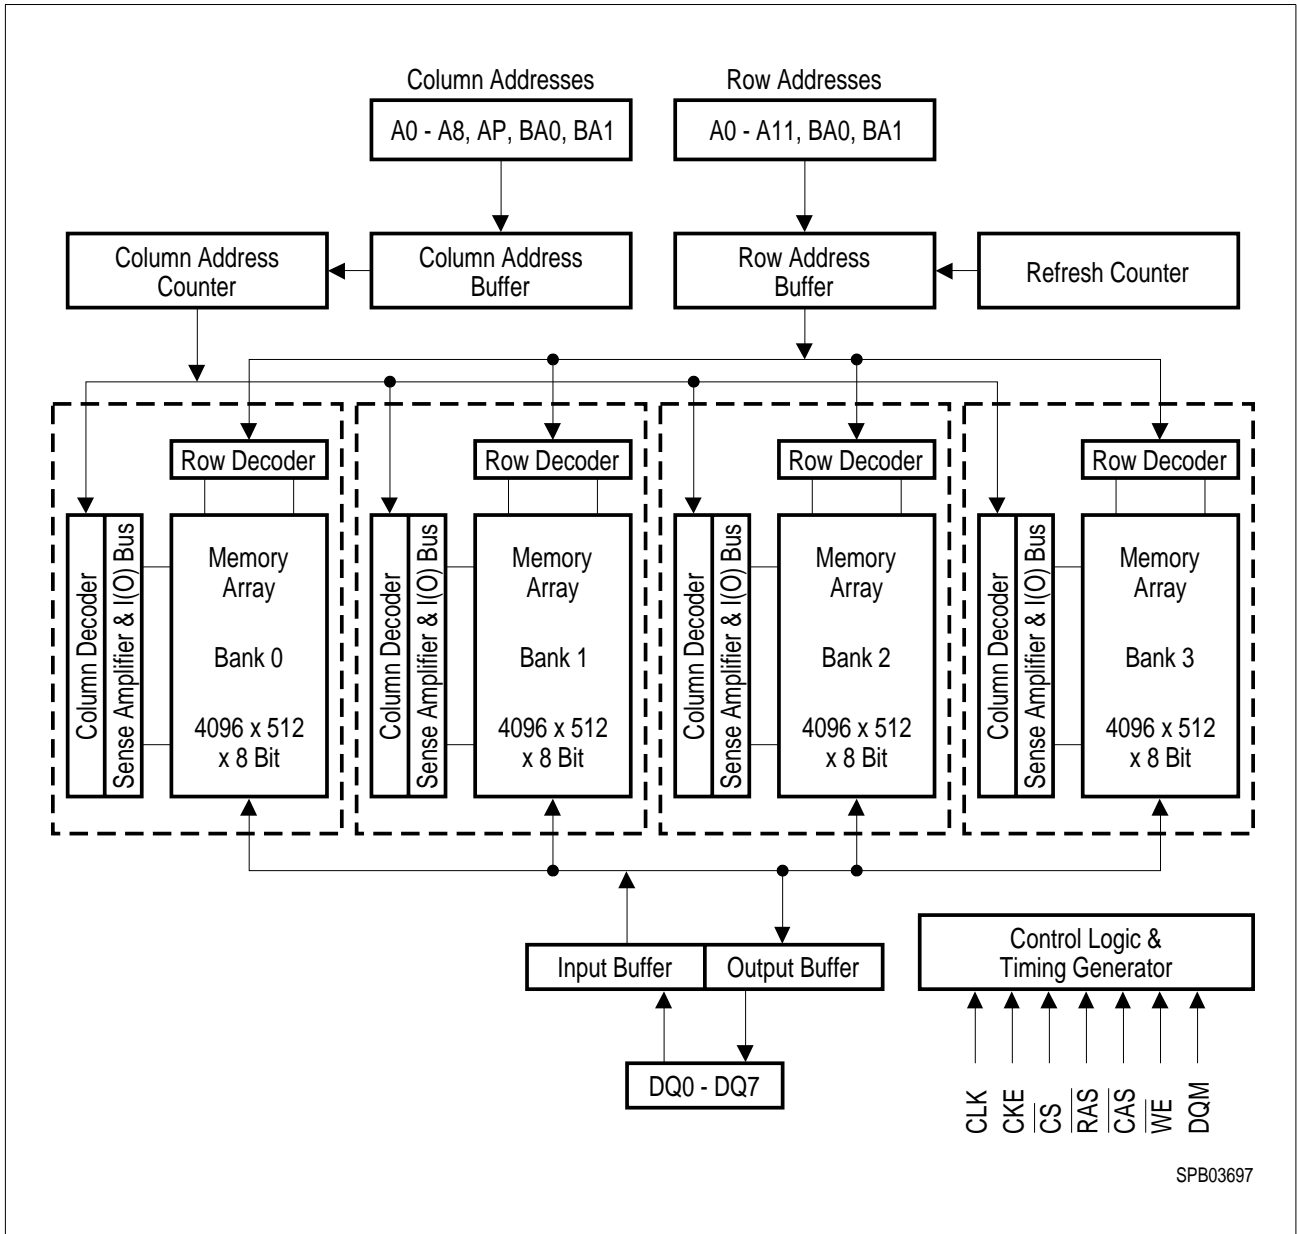 Column Addresses
Row Addresses
A0 - A8, AP, BA0, BA1
A0 - A11, BA0, BA1
Column Address
Counter
Column Address
Buffer
Row Address
Buffer
Refresh Counter
Row Decoder
Row Decoder
Row Decoder
Row Decoder
Column Decoder
Sense Amplifier & I(O) Bus
Memory
Array
Bank 0
4096 x 512
x 8 Bit
Column Decoder
Sense Amplifier & I(O) Bus
Memory
Array
Bank 1
4096 x 512
x 8 Bit
Column Decoder
Sense Amplifier & I(O) Bus
Memory
Array
Bank 2
4096 x 512
x 8 Bit
Column Decoder
Sense Amplifier & I(O) Bus
Memory
Array
Bank 3
4096 x 512
x 8 Bit
Input Buffer
Output Buffer
Control Logic &
Timing Generator
DQ0 - DQ7
CLK
CKE
C̅S̅
R̅A̅S̅
C̅A̅S̅
W̅E̅
DQM
SPB03697